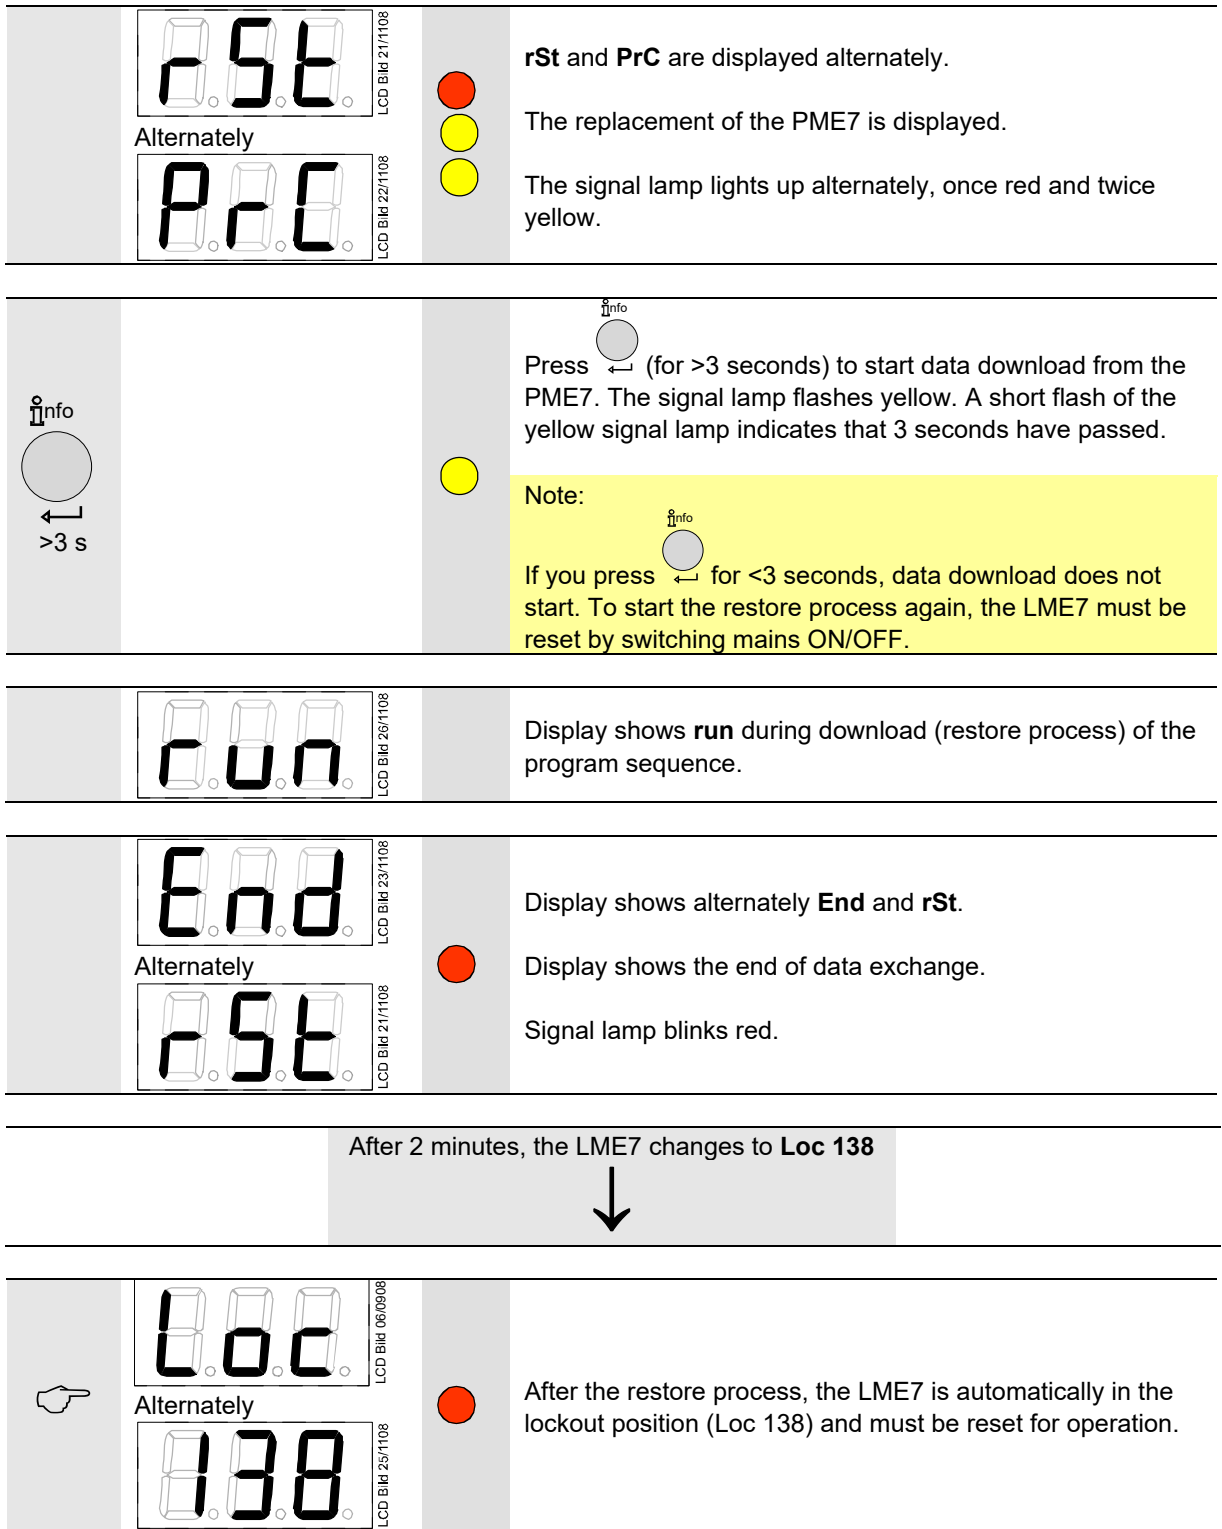 rSt
LCD Bild 21/1108
Alternately
PrC
LCD Bild 22/1108
rSt and PrC are displayed alternately.
The replacement of the PME7 is displayed.
The signal lamp lights up alternately, once red and twice
yellow.
info
>3 s
info
Press (for >3 seconds) to start data download from the
PME7. The signal lamp flashes yellow. A short flash of the
yellow signal lamp indicates that 3 seconds have passed.
Note:
info
If you press for <3 seconds, data download does not
start. To start the restore process again, the LME7 must be
reset by switching mains ON/OFF.
run
LCD Bild 26/1108
Display shows run during download (restore process) of the
program sequence.
End
LCD Bild 23/1108
Alternately
rSt
LCD Bild 21/1108
Display shows alternately End and rSt.
Display shows the end of data exchange.
Signal lamp blinks red.
After 2 minutes, the LME7 changes to Loc 138
Loc
LCD Bild 06/0908
Alternately
138
LCD Bild 25/1108
After the restore process, the LME7 is automatically in the
lockout position (Loc 138) and must be reset for operation.